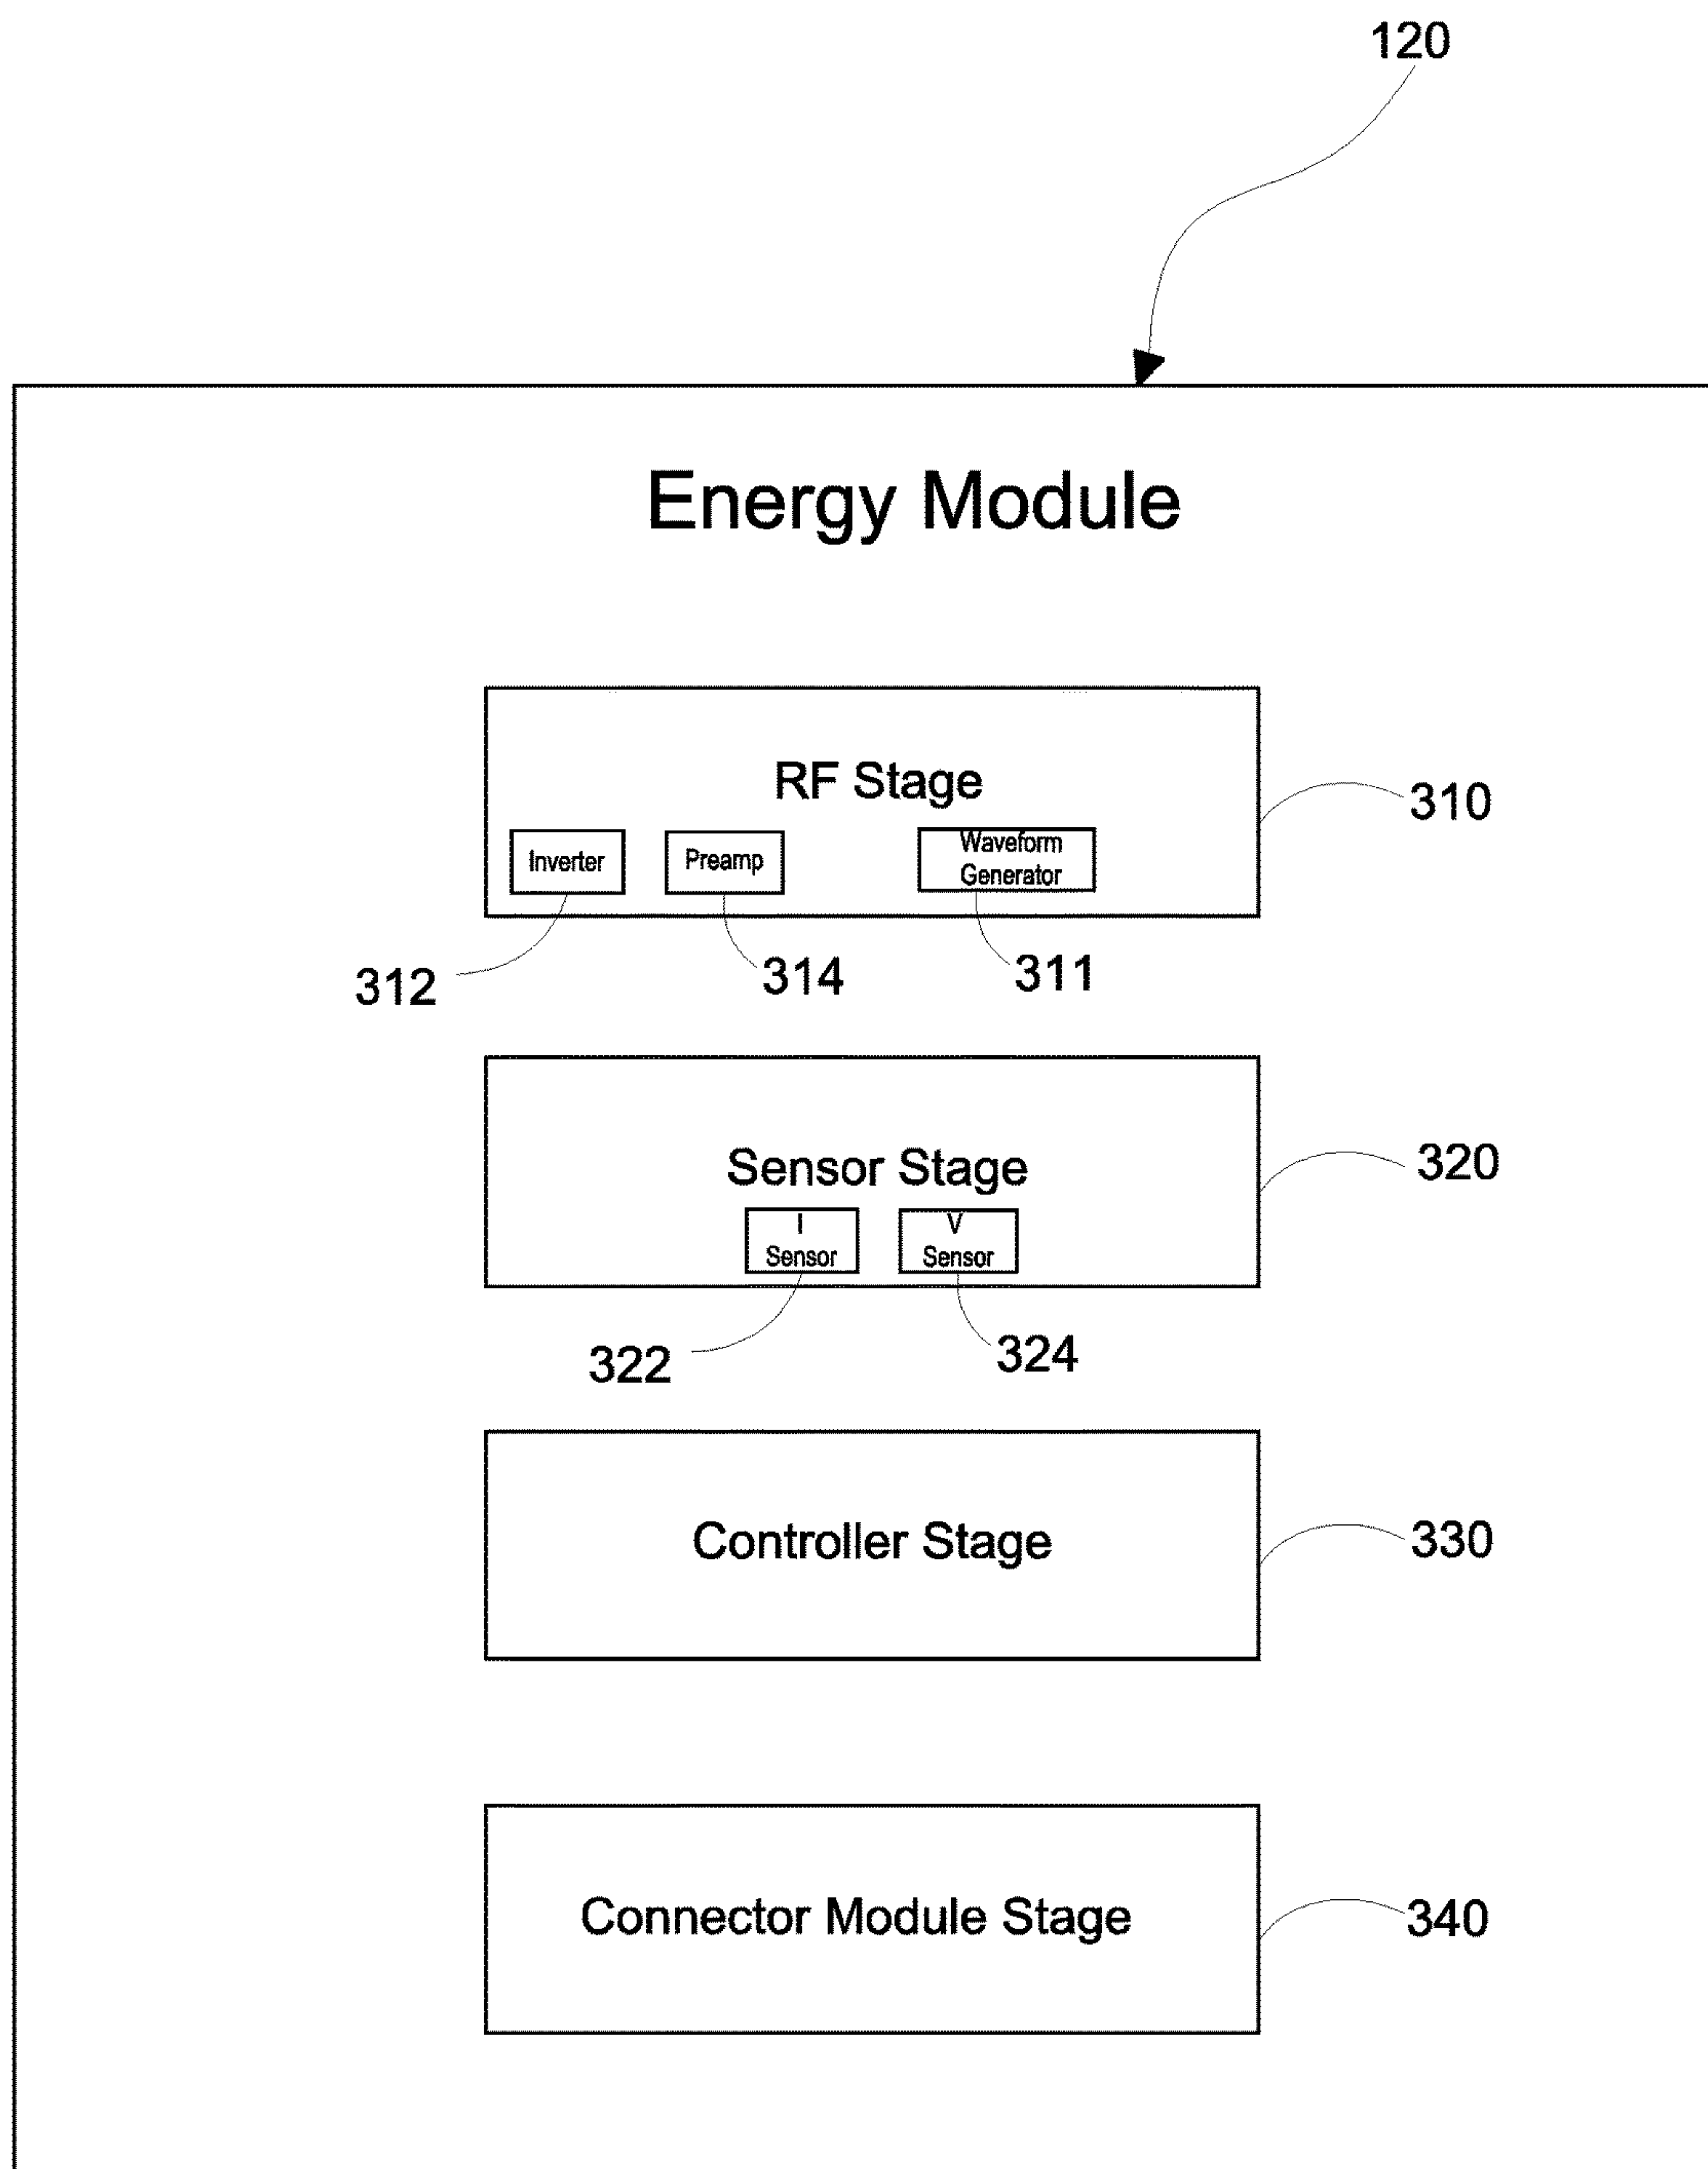 120
Energy Module
RF Stage
310
Inverter
Preamp
Waveform
Generator
312
314
311
Sensor Stage
320
I
Sensor
V
Sensor
322
324
Controller Stage
330
Connector Module Stage
340